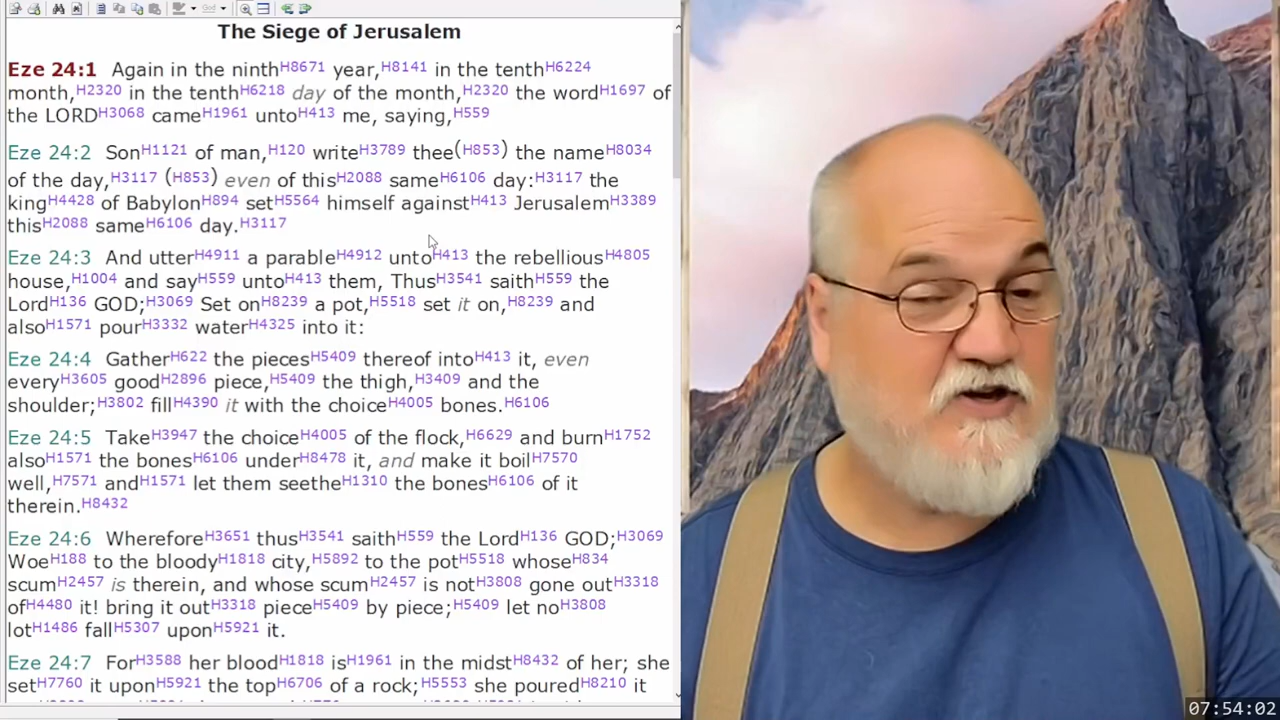 The Siege of Jerusalem
Eze 24:1 Again in the ninthH8671 year,H8141 in the tenthH6224
month,H2320 in the tenthH6218 day of the month,H2320 the wordH1697 of
the LORDH3068 cameH1961 untoH413 me, saying,H559
Eze 24:2 SonH1121 of man,H120 writeH3789 thee(H853) the nameH8034
of the day,H3117 (H853) even of thisH2088 sameH6106 day:H3117 the
kingH4428 of BabylonH894 setH5564 himself againstH413 JerusalemH3389
thisH2088 sameH6106 day.H3117
Eze 24:3 And utterH4911 a parableH4912 untoH413 the rebelliousH4805
house,H1004 and sayH559 untoH413 them, ThusH3541 saithH559 the
LordH136 GOD;H3069 Set onH8239 a pot,H5518 set it on,H8239 and
alsoH1571 pourH3332 waterH4325 into it:
Eze 24:4 GatherH622 the piecesH5409 thereof intoH413 it, even
everyH3605 goodH2896 piece,H5409 the thigh,H3409 and the
shoulder;H3802 fillH4390 it with the choiceH4005 bones.H6106
Eze 24:5 TakeH3947 the choiceH4005 of the flock,H6629 and burnH1752
alsoH1571 the bonesH6106 underH8478 it, and make it boilH7570
well,H7571 andH1571 let them seetheH1310 the bonesH6106 of it
therein.H8432
Eze 24:6 WhereforeH3651 thusH3541 saithH559 the LordH136 GOD;H3069
WoeH188 to the bloodyH1818 city,H5892 to the potH5518 whoseH834
scumH2457 is therein, and whose scumH2457 is notH3808 gone outH3318
ofH4480 it! bring it outH3318 pieceH5409 by piece;H5409 let noH3808
lotH1486 fallH5307 uponH5921 it.
Eze 24:7 ForH3588 her bloodH1818 isH1961 in the midstH8432 of her; she
setH7760 it uponH5921 the topH6706 of a rock;H5553 she pouredH8210 it
07:54:02